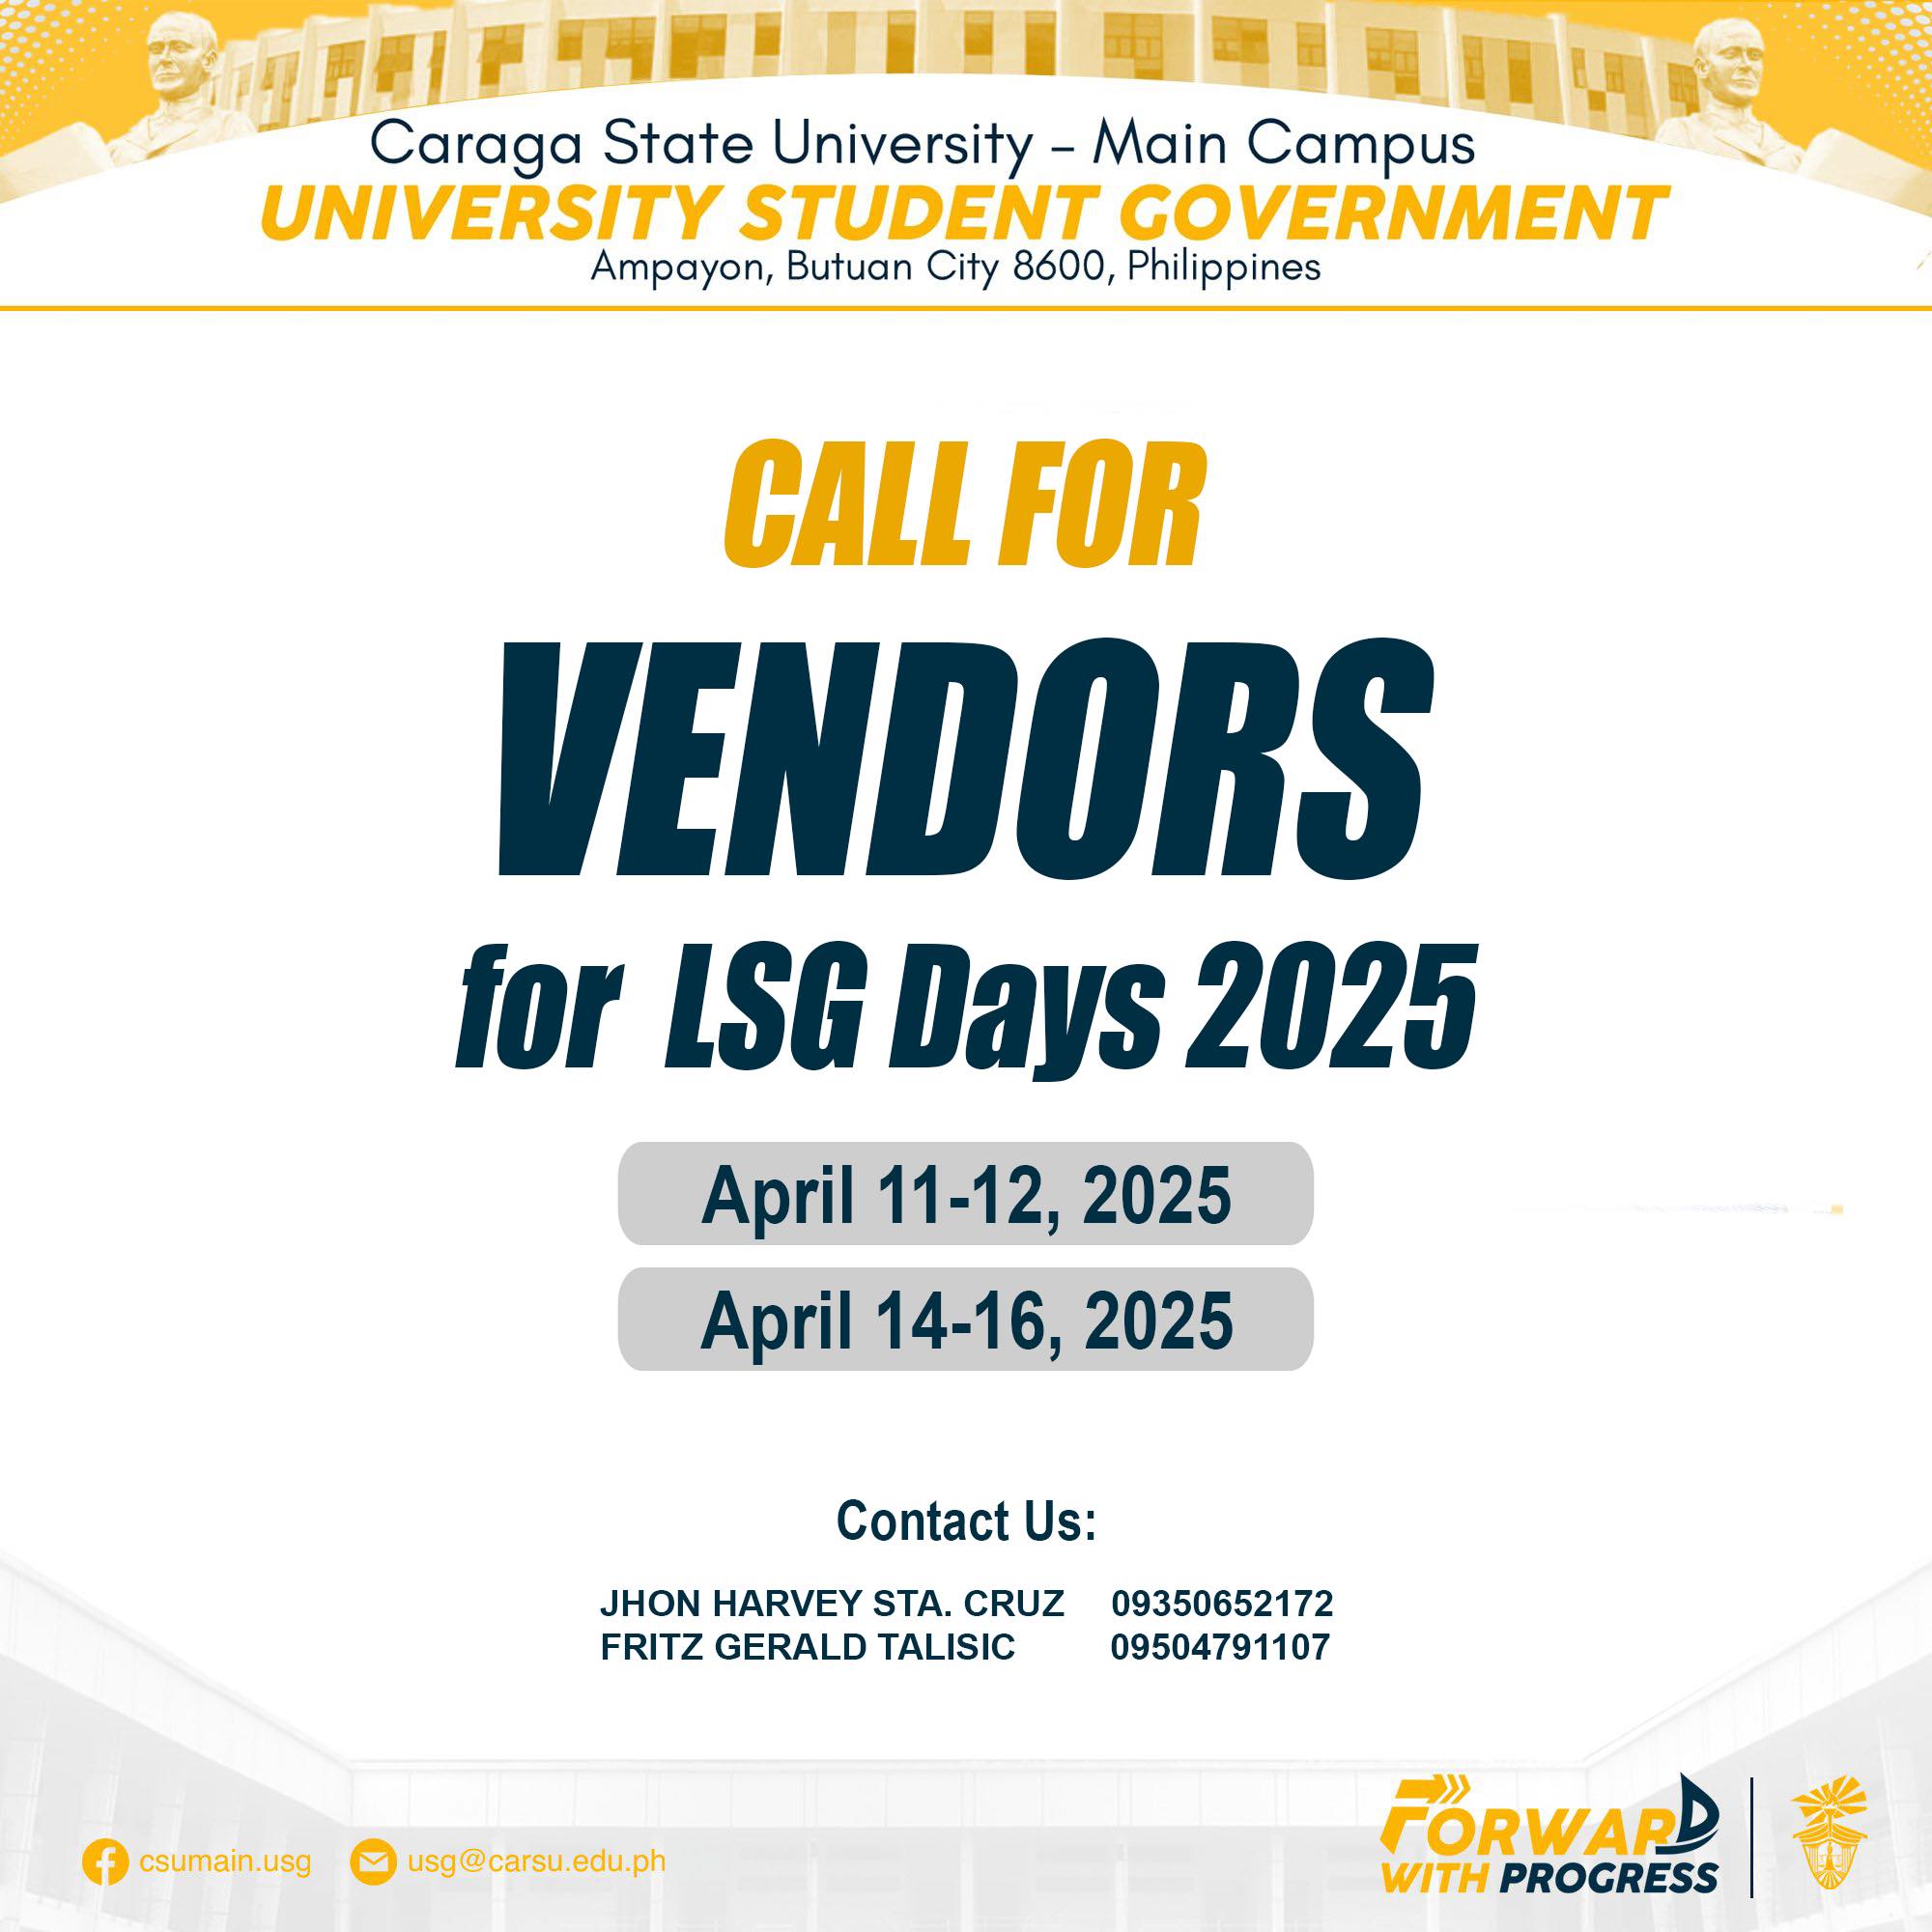 Caraga State University – Main Campus
UNIVERSITY STUDENT GOVERNMENT
Ampayon, Butuan City 8600, Philippines
CALL FOR
VENDORS
for LSG Days 2025
April 11-12, 2025
April 14-16, 2025
Contact Us:
JHON HARVEY STA. CRUZ 09350652172
FRITZ GERALD TALISIC 09504791107
FORWARD
WITH PROGRESS
csumain.usg usg@carsu.edu.ph